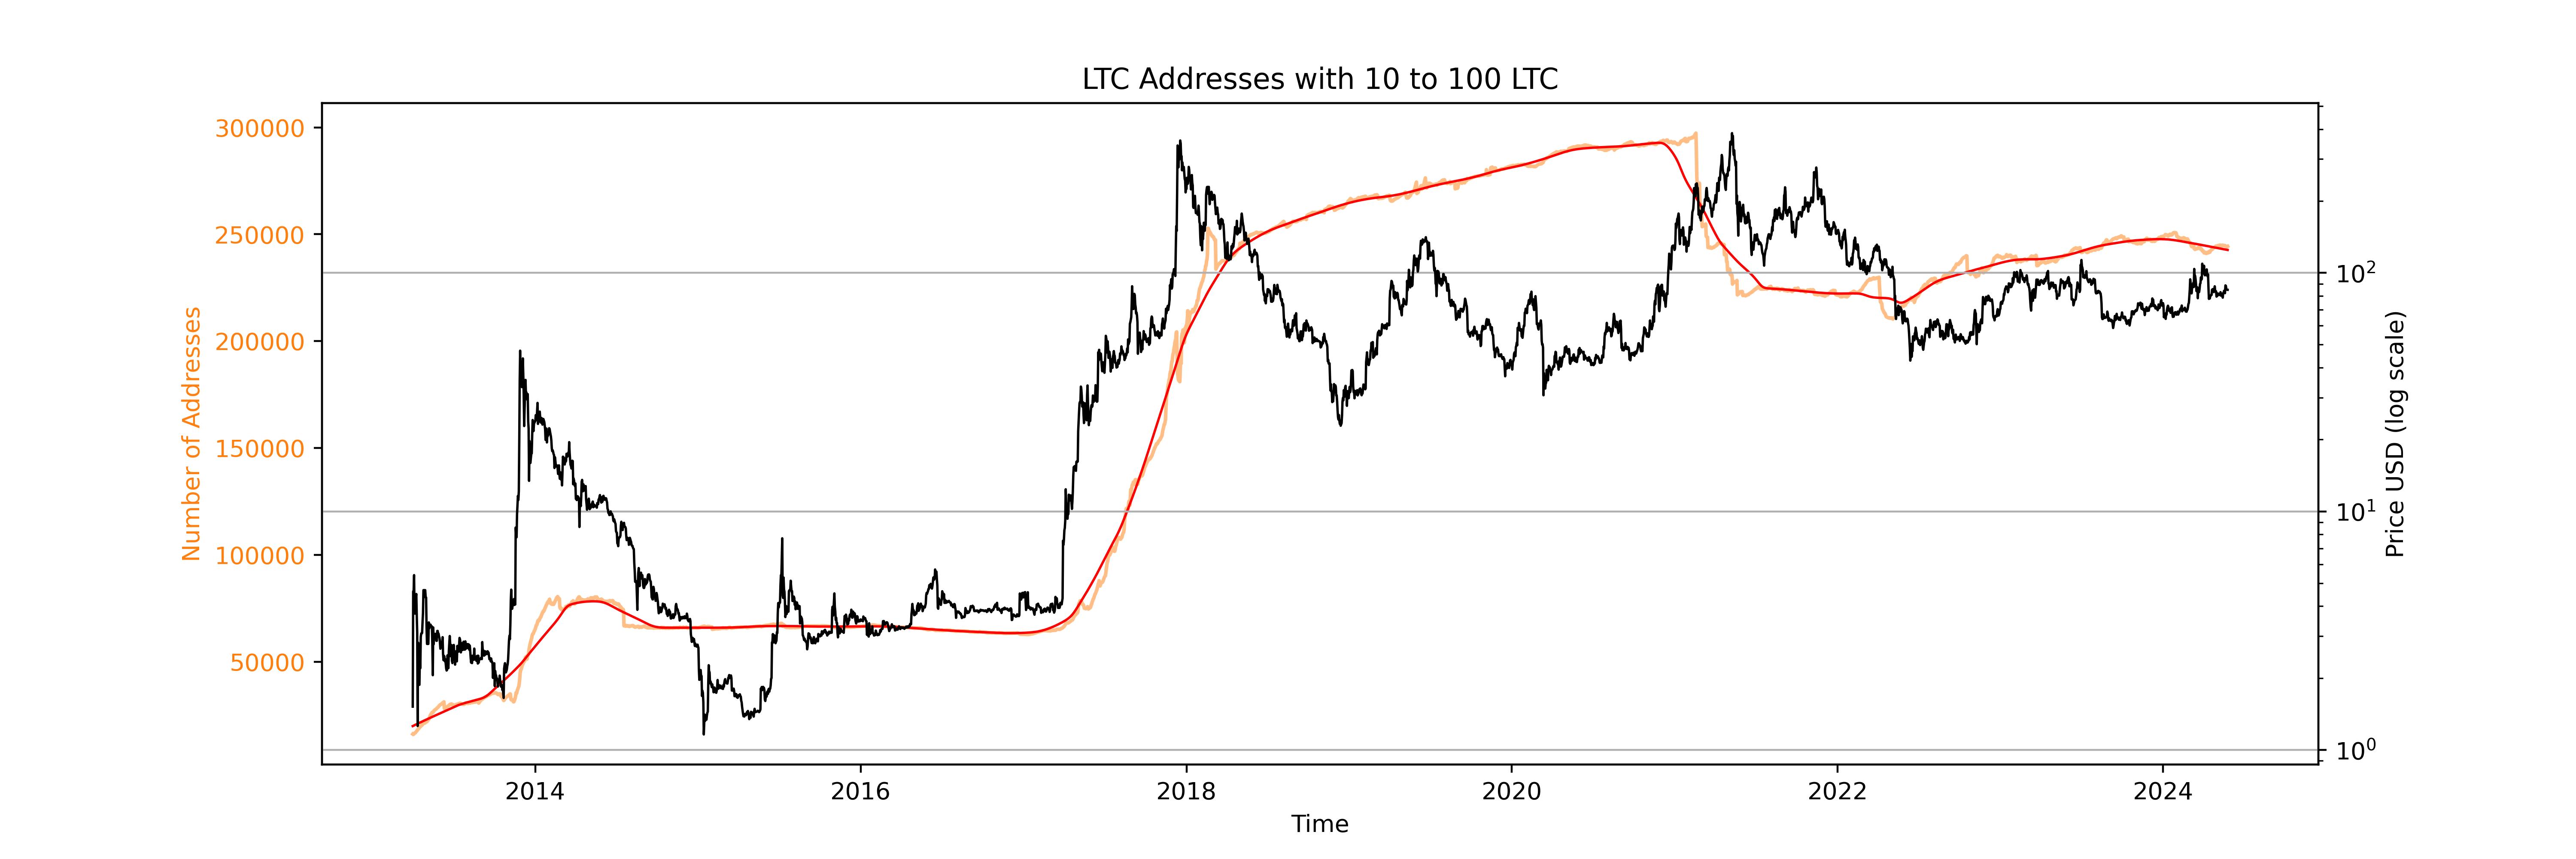 LTC Addresses with 10 to 100 LTC
300000
250000
200000
150000
100000
50000
Number of Addresses
10²
10¹
10⁰
Price USD (log scale)
2014 2016 2018 2020 2022 2024
Time